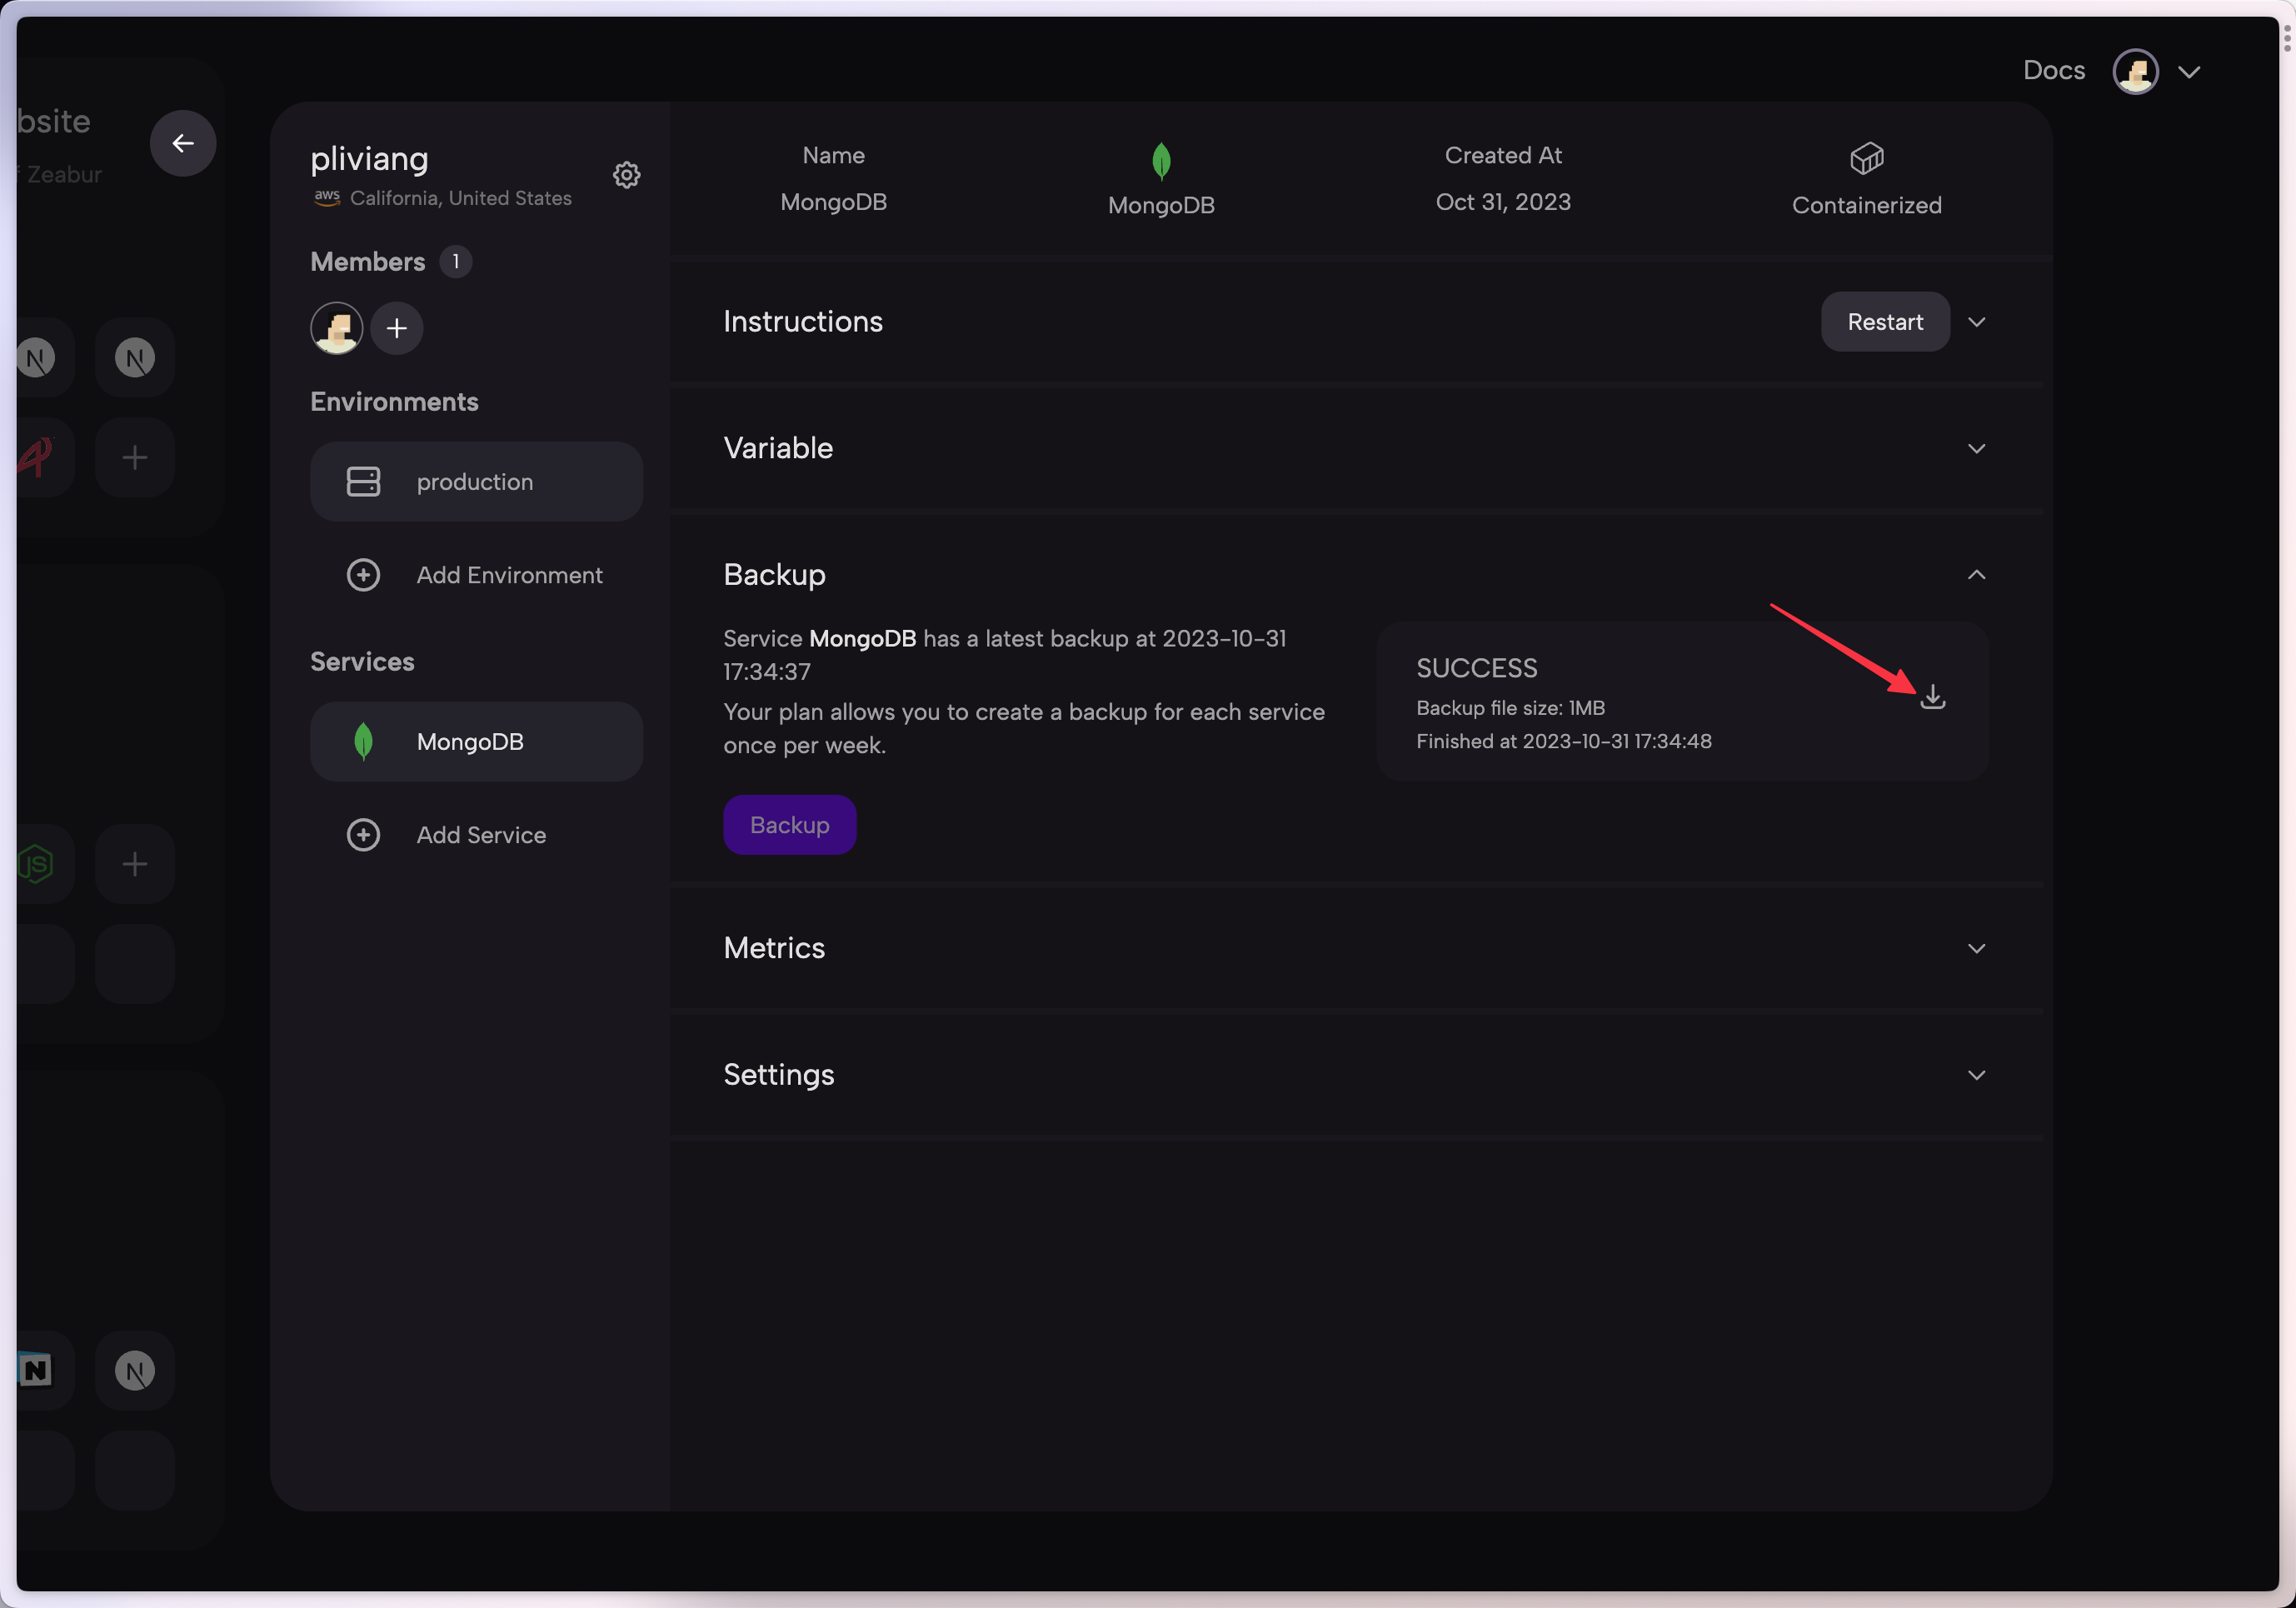 Docs
bsite
Zeabur
pliviang
aws California, United States
Members 1
Environments
production
Add Environment
Services
MongoDB
Add Service
Name
MongoDB
MongoDB
Created At
Oct 31, 2023
Containerized
Instructions
Restart
Variable
Backup
Service MongoDB has a latest backup at 2023-10-31
17:34:37
Your plan allows you to create a backup for each service
once per week.
Backup
SUCCESS
Backup file size: 1MB
Finished at 2023-10-31 17:34:48
Metrics
Settings